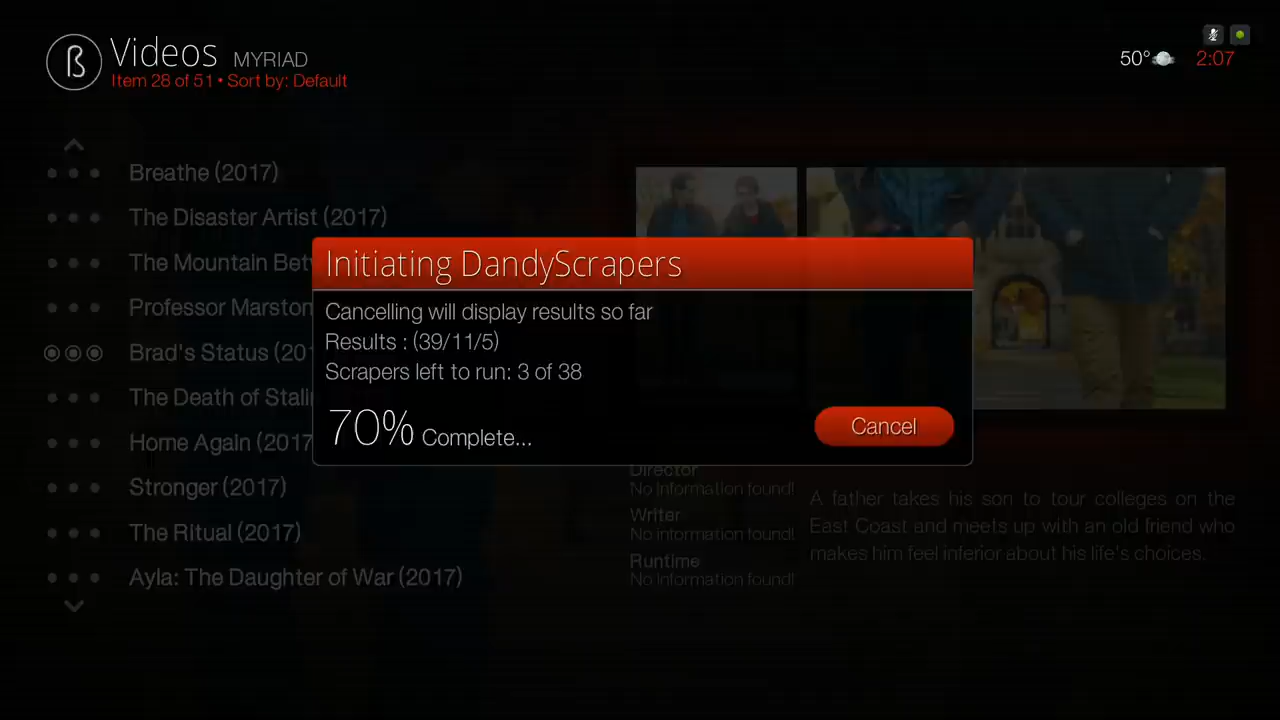 ß Videos MYRIAD
Item 28 of 51 • Sort by: Default
50° 2:07
Breathe (2017)
The Disaster Artist (2017)
The Mountain Bet
Professor Marston
Brad's Status (201
The Death of Stali
Home Again (2017
Stronger (2017)
The Ritual (2017)
Ayla: The Daughter of War (2017)
Initiating DandyScrapers
Cancelling will display results so far
Results : (39/11/5)
Scrapers left to run: 3 of 38
70% Complete...
Cancel
Director
No information found!
Writer
No information found!
Runtime
No information found!
A father takes his son to tour colleges on the
East Coast and meets up with an old friend who
makes him feel inferior about his life's choices.